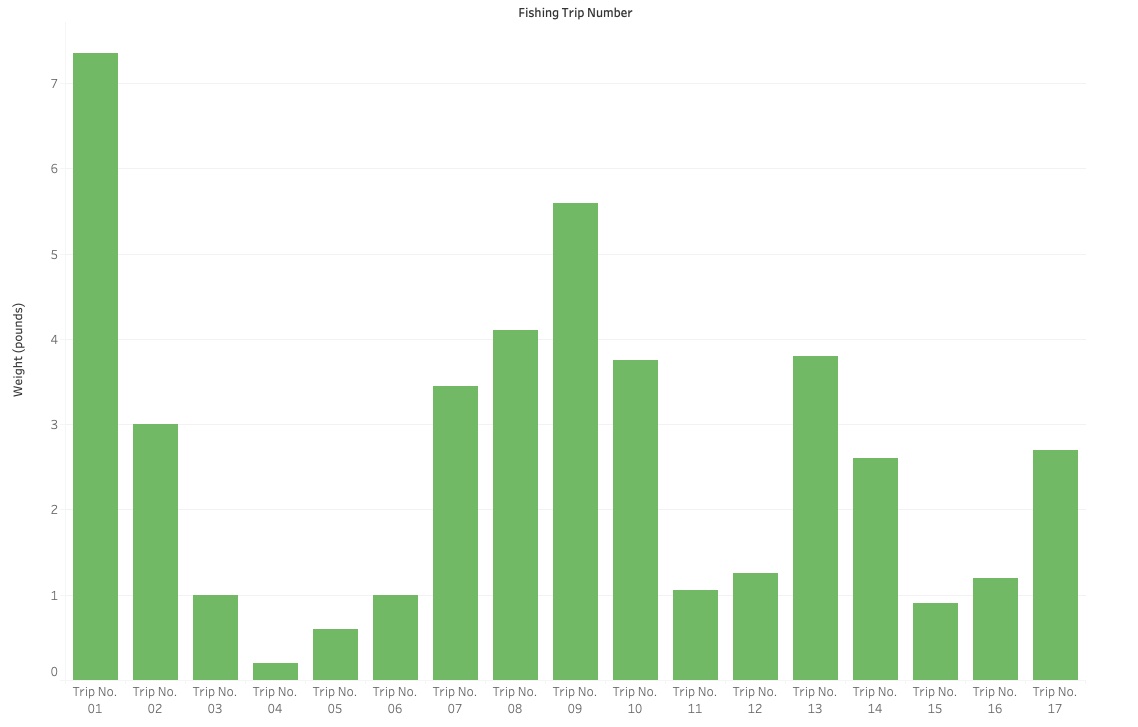 Fishing Trip Number
Weight (pounds)
7
6
5
4
3
2
1
0
Trip No. 01
Trip No. 02
Trip No. 03
Trip No. 04
Trip No. 05
Trip No. 06
Trip No. 07
Trip No. 08
Trip No. 09
Trip No. 10
Trip No. 11
Trip No. 12
Trip No. 13
Trip No. 14
Trip No. 15
Trip No. 16
Trip No. 17